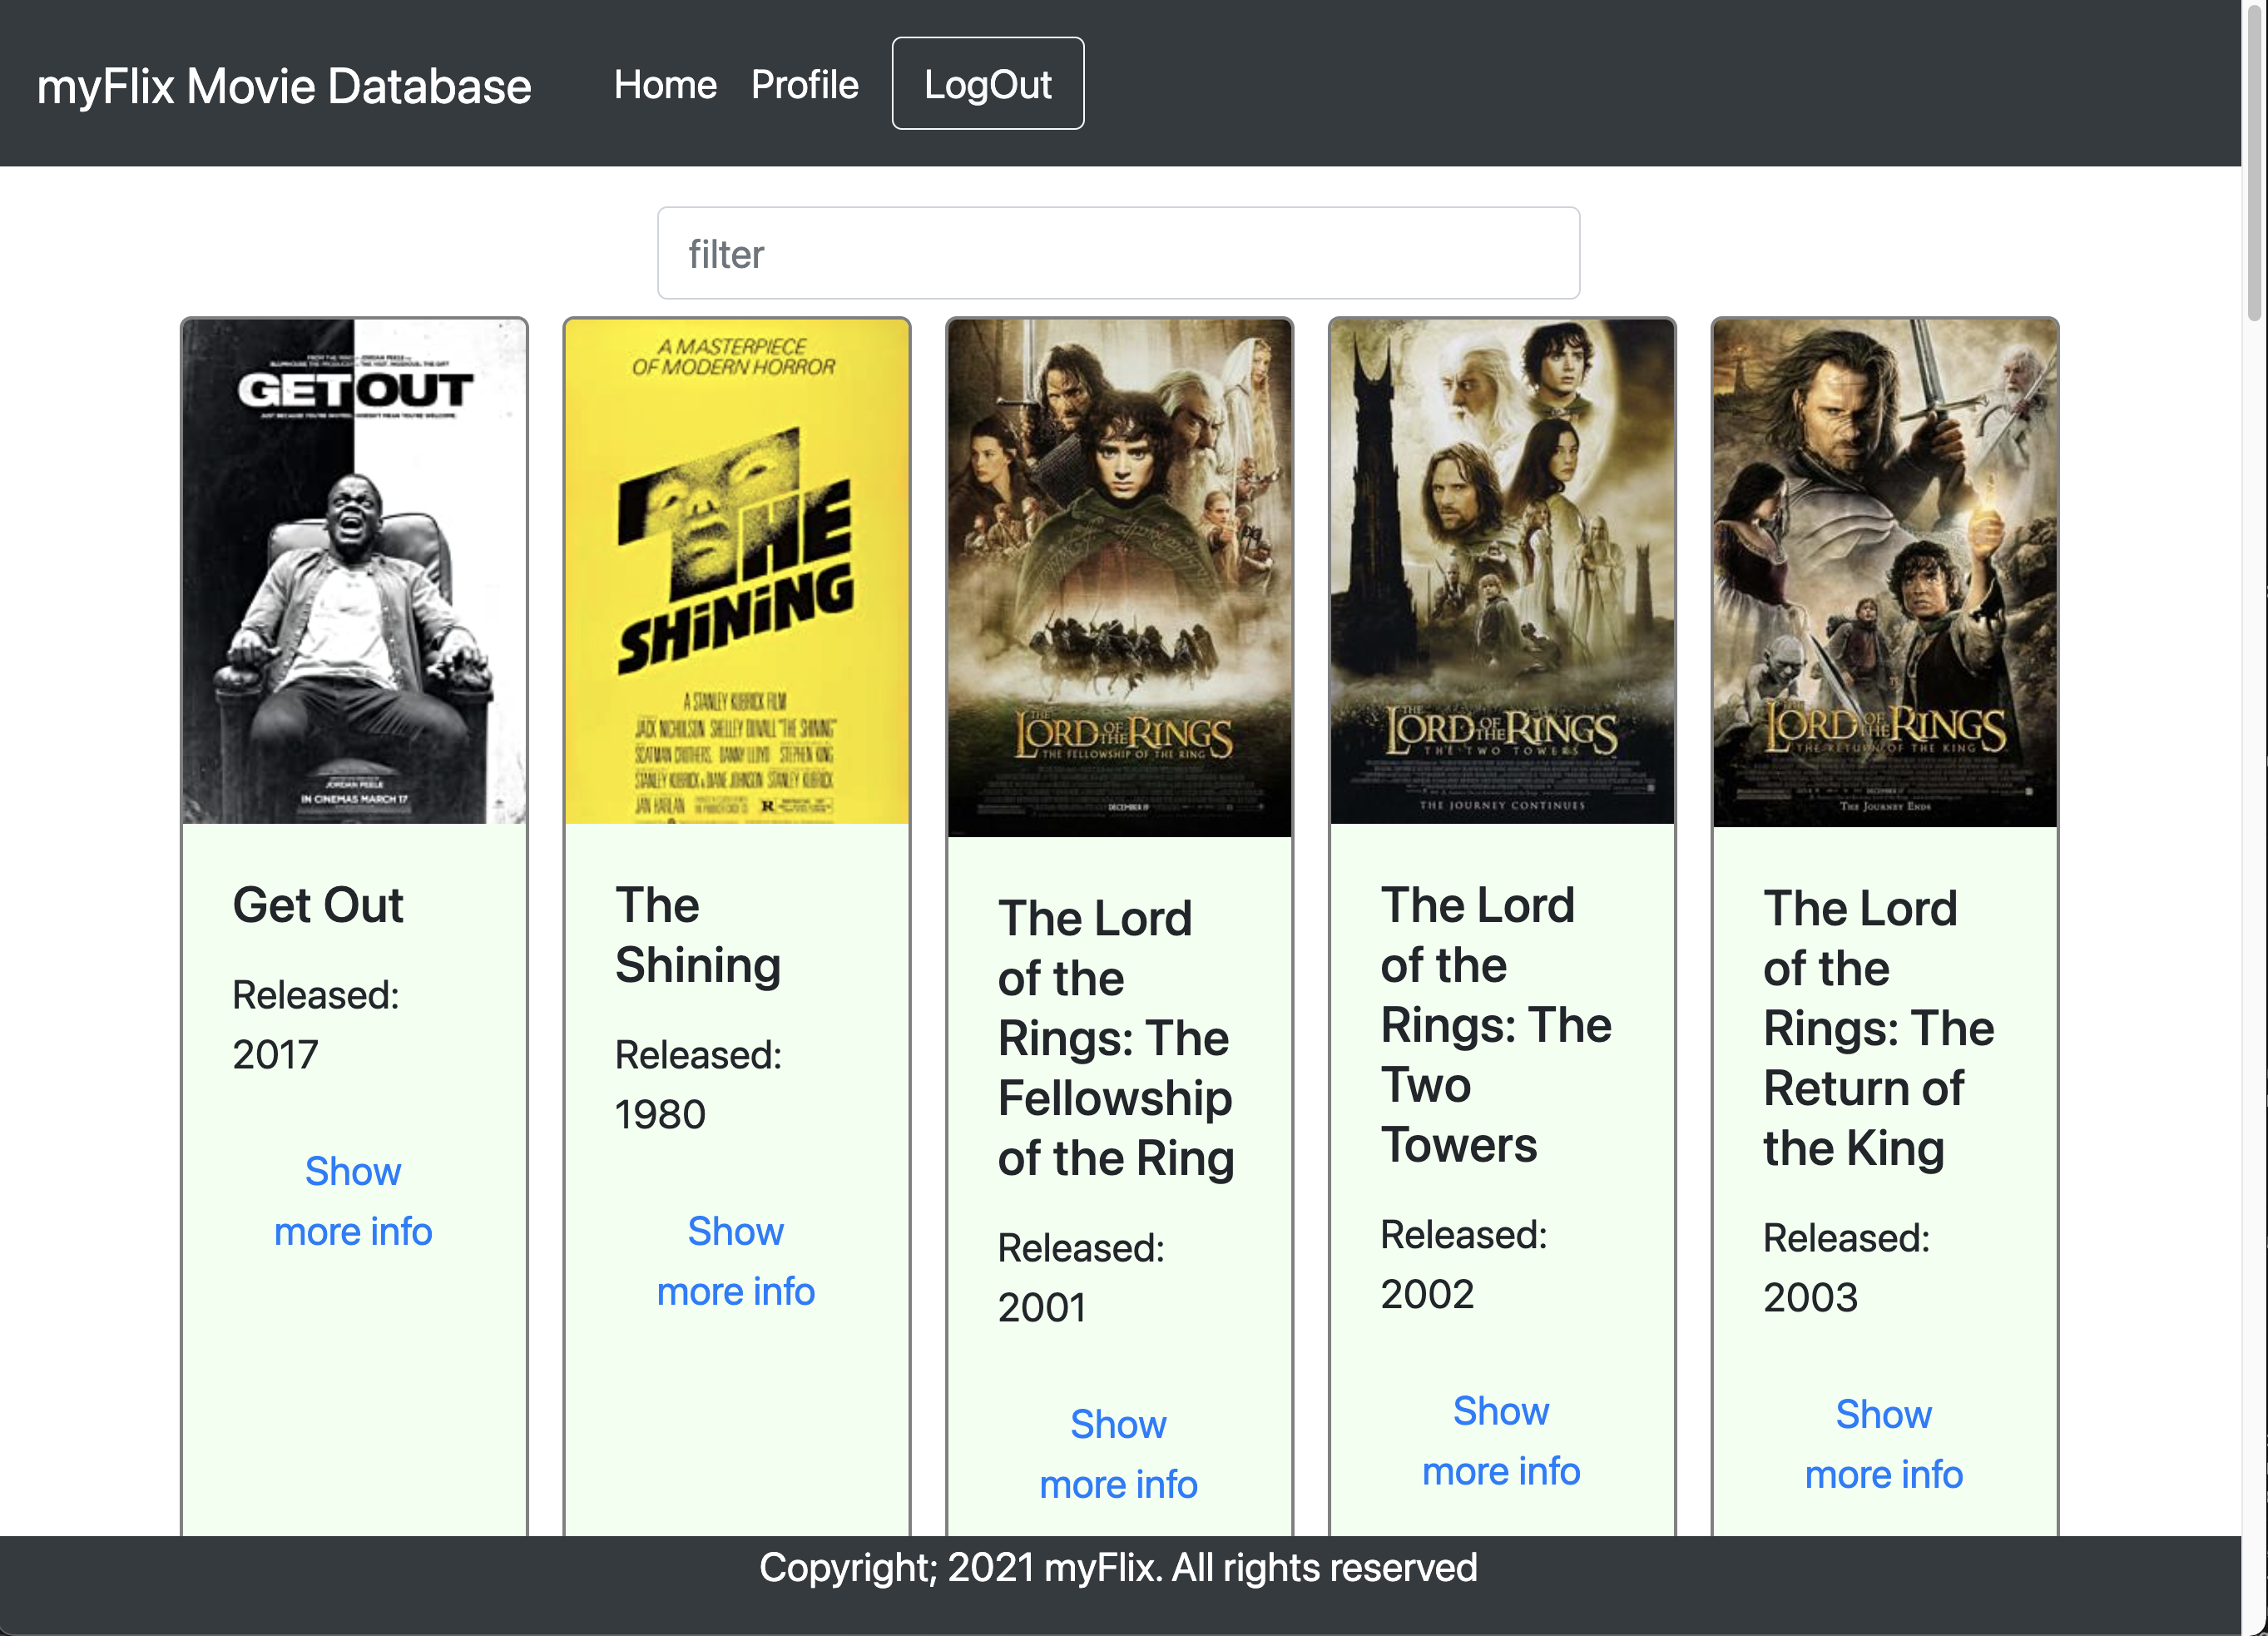 myFlix Movie Database
Home
Profile
LogOut
filter
GET OUT
JORDAN PEELE
IN CINEMAS MARCH 17
A MASTERPIECE
OF MODERN HORROR
THE
SHiNiNG
A STANLEY KUBRICK FILM
JACK NICHOLSON SHELLEY DUVALL "THE SHINING"
SCATMAN CROTHERS, DANNY LLOYD STEPHEN KING
STANLEY KUBRICK & DIANE JOHNSON STANLEY KUBRICK
JAN HARLAN
R
THE
LORD OF THE RINGS
THE FELLOWSHIP OF THE RING
DECEMBER 19
THE
LORD OF THE RINGS
THE TWO TOWERS
THE JOURNEY CONTINUES
THE
LORD OF THE RINGS
THE RETURN OF THE KING
THE JOURNEY ENDS
Get Out
Released:
2017
Show
more info
The
Shining
Released:
1980
Show
more info
The Lord
of the
Rings: The
Fellowship
of the Ring
Released:
2001
Show
more info
The Lord
of the
Rings: The
Two
Towers
Released:
2002
Show
more info
The Lord
of the
Rings: The
Return of
the King
Released:
2003
Show
more info
Copyright; 2021 myFlix. All rights reserved